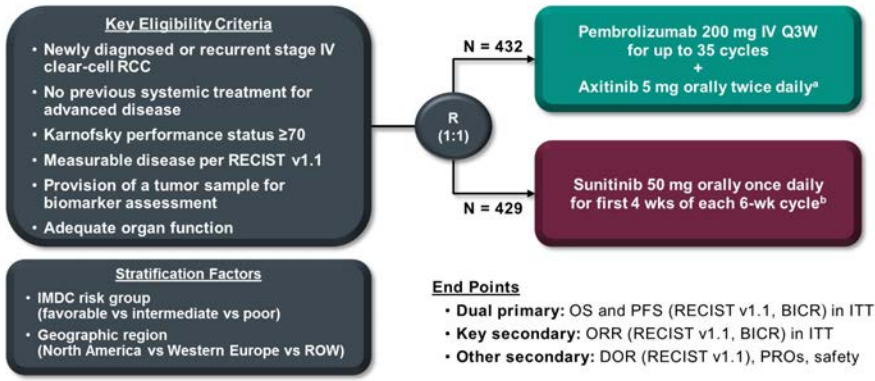 Key Eligibility Criteria
• Newly diagnosed or recurrent stage IV
clear-cell RCC
• No previous systemic treatment for
advanced disease
• Karnofsky performance status ≥70
• Measurable disease per RECIST v1.1
• Provision of a tumor sample for
biomarker assessment
• Adequate organ function
Stratification Factors
• IMDC risk group
(favorable vs intermediate vs poor)
• Geographic region
(North America vs Western Europe vs ROW)
R
(1:1)
N = 432
Pembrolizumab 200 mg IV Q3W
for up to 35 cycles
+
Axitinib 5 mg orally twice dailyᵃ
N = 429
Sunitinib 50 mg orally once daily
for first 4 wks of each 6-wk cycleᵇ
End Points
• Dual primary: OS and PFS (RECIST v1.1, BICR) in ITT
• Key secondary: ORR (RECIST v1.1, BICR) in ITT
• Other secondary: DOR (RECIST v1.1), PROs, safety